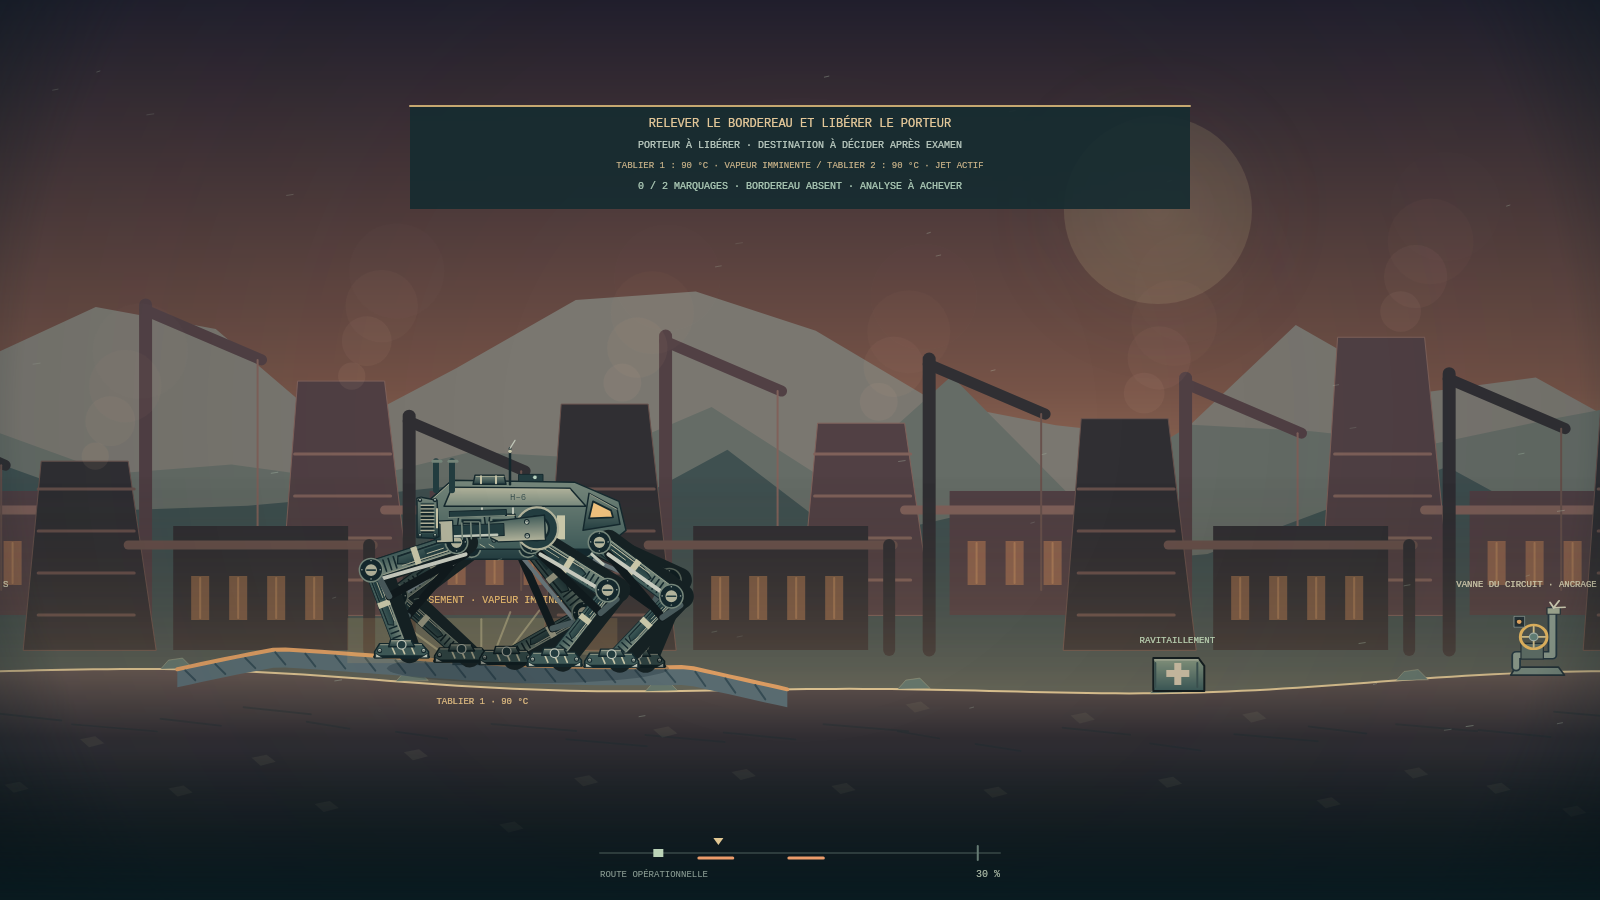 RELEVER LE BORDEREAU ET LIBÉRER LE PORTEUR
PORTEUR À LIBÉRER · DESTINATION À DÉCIDER APRÈS EXAMEN
TABLIER 1 : 90 °C · VAPEUR IMMINENTE / TABLIER 2 : 90 °C · JET ACTIF
0 / 2 MARQUAGES · BORDEREAU ABSENT · ANALYSE À ACHEVER
H-6
S
VANNE DU CIRCUIT · ANCRAGE
SEMENT · VAPEUR
RAVITAILLEMENT
TABLIER 1 · 90 °C
ROUTE OPÉRATIONNELLE
30 %